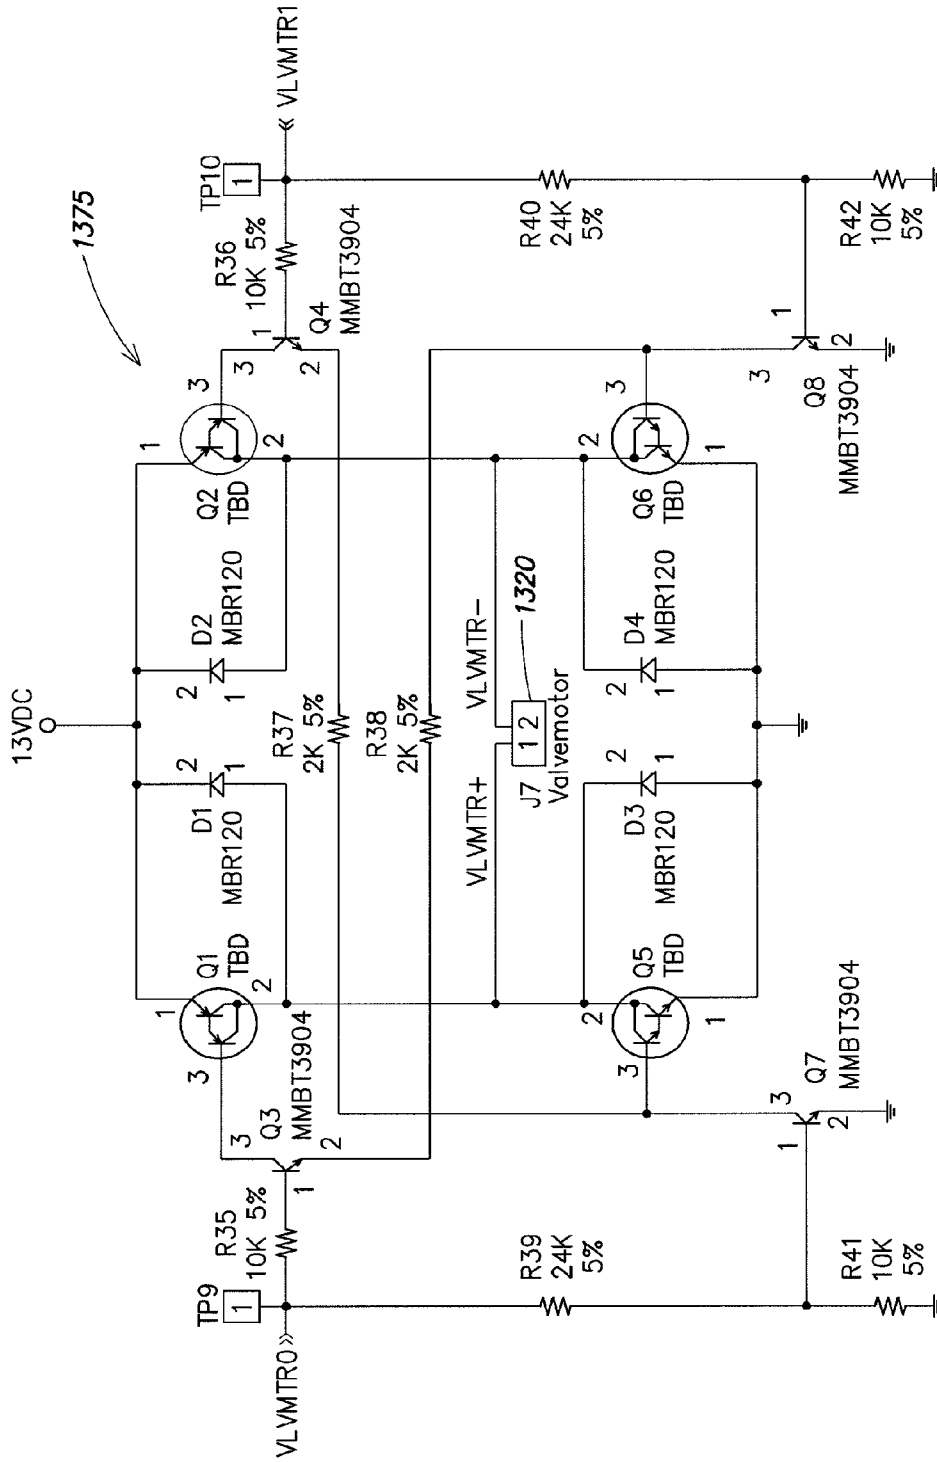 13VDC
1375
VLVMTR0
TP9
1
R35
10K 5%
1
3
2
Q3
MMBT3904
3
1
2
Q1
TBD
D1
MBR120
2
1
D2
MBR120
2
1
Q2
TBD
1
3
2
R36
10K 5%
1
3
2
Q4
MMBT3904
TP10
1
VLVMTR1
R37
2K 5%
R38
2K 5%
VLVMTR+
VLVMTR-
1 2
1320
J7
Valvemotor
R39
24K
5%
R41
10K
5%
1
3
2
Q7
MMBT3904
3
2
1
Q5
TBD
D3
MBR120
2
1
D4
MBR120
2
1
Q6
TBD
2
3
1
3
1
2
Q8
MMBT3904
R40
24K
5%
R42
10K
5%